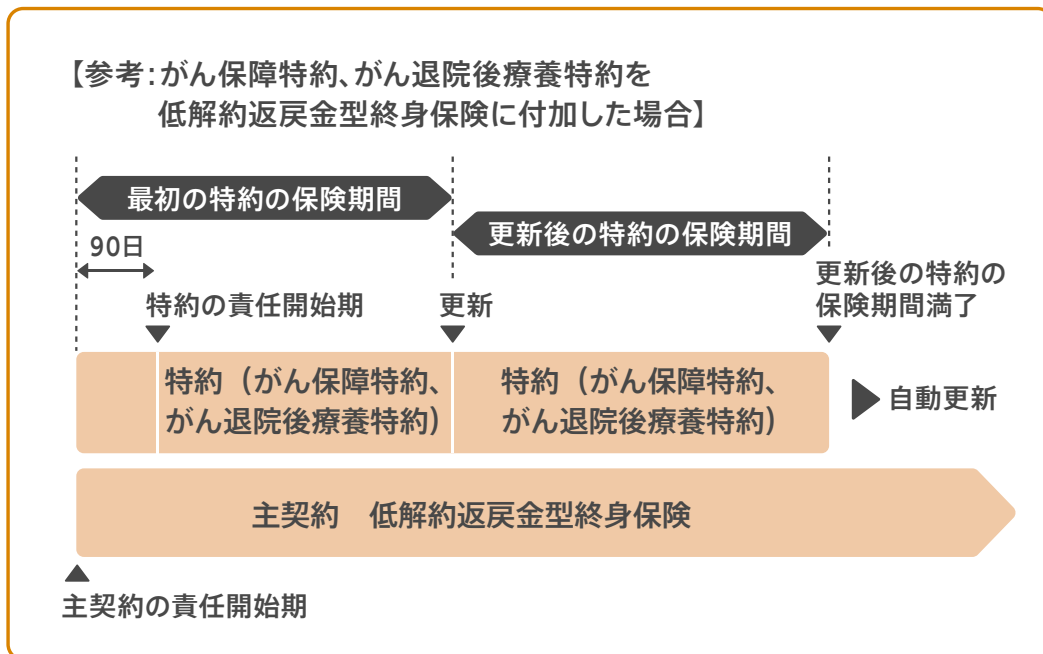 【参考:がん保障特約、がん退院後療養特約を
低解約返戻金型終身保険に付加した場合】
最初の特約の保険期間
更新後の特約の保険期間
90日
特約の責任開始期
更新
更新後の特約の
保険期間満了
特約（がん保障特約、
がん退院後療養特約）
特約（がん保障特約、
がん退院後療養特約）
自動更新
主契約　低解約返戻金型終身保険
主契約の責任開始期